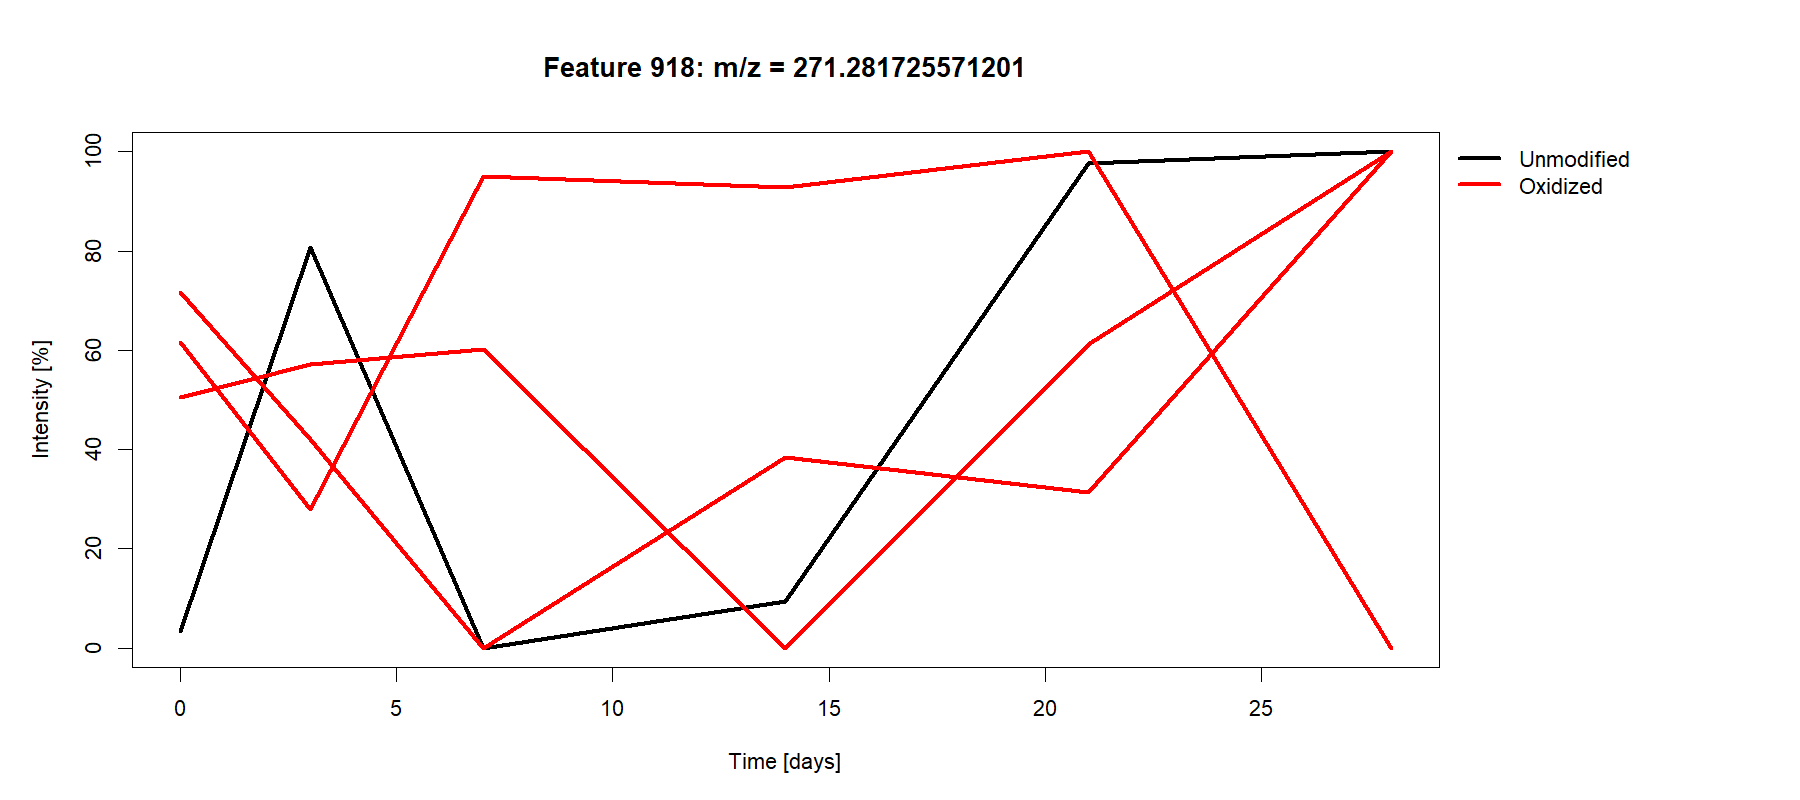 Feature 918: m/z = 271.281725571201
Unmodified
Oxidized
Intensity [%]
100
80
60
40
20
0
0 5 10 15 20 25
Time [days]